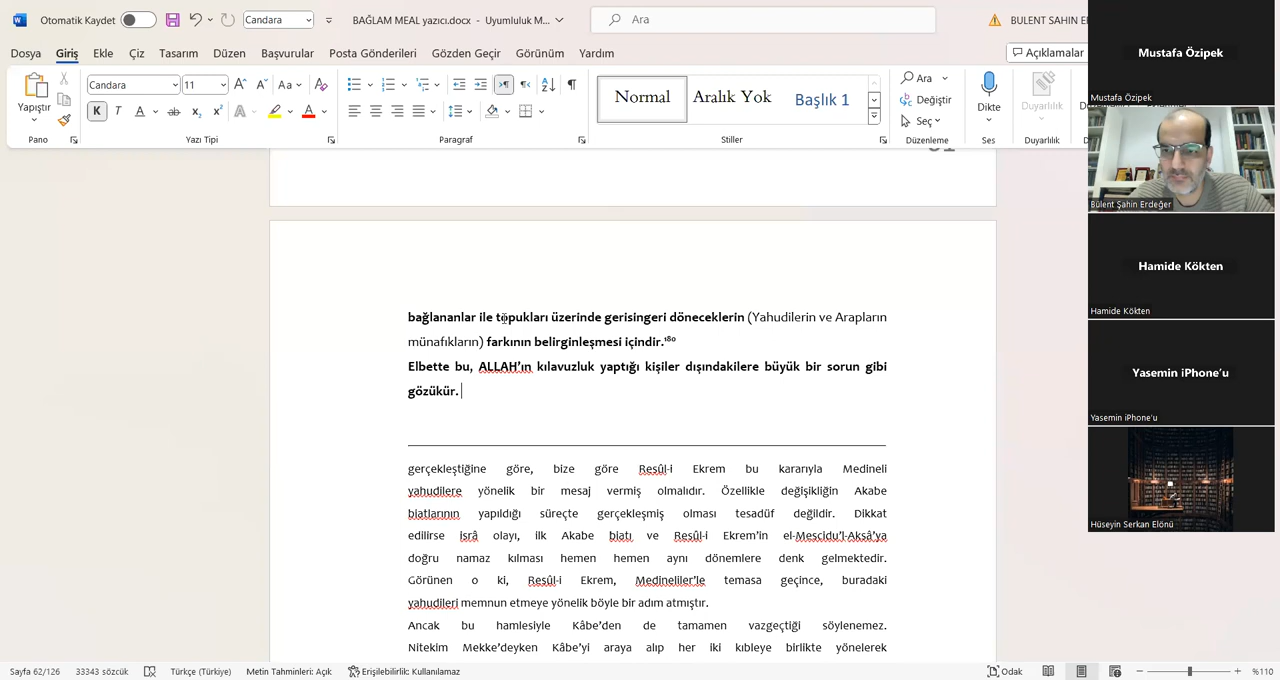 Otomatik Kaydet
Candara
BAĞLAM MEAL yazıcı.docx - Uyumluluk M...
Ara
BULENT SAHIN E
Dosya Giriş Ekle Çiz Tasarım Düzen Başvurular Posta Gönderileri Gözden Geçir Görünüm Yardım
Açıklamalar
Yapıştır
Candara 11
K T A ab x₂ x² A A
Aa
Normal Aralık Yok Başlık 1
Ara
Değiştir
Seç
Dikte
Duyarlılık
Pano Yazı Tipi Paragraf Stiller Düzenleme Ses Duyarlılık
bağlananlar ile topukları üzerinde gerisingeri döneceklerin (Yahudilerin ve Arapların
münafıkların) farkının belirginleşmesi içindir.¹⁸⁰
Elbette bu, ALLAH’ın kılavuzluk yaptığı kişiler dışındakilere büyük bir sorun gibi
gözükür.
gerçekleştiğine göre, bize göre Resûl-i Ekrem bu kararıyla Medineli
yahudilere yönelik bir mesaj vermiş olmalıdır. Özellikle değişikliğin Akabe
biatlarının yapıldığı süreçte gerçekleşmiş olması tesadüf değildir. Dikkat
edilirse isrâ olayı, ilk Akabe biatı ve Resûl-i Ekrem’in el-Mescidu’l-Aksâ’ya
doğru namaz kılması hemen hemen aynı dönemlere denk gelmektedir.
Görünen o ki, Resûl-i Ekrem, Medineliler’le temasa geçince, buradaki
yahudileri memnun etmeye yönelik böyle bir adım atmıştır.
Ancak bu hamlesiyle Kâbe’den de tamamen vazgeçtiği söylenemez.
Nitekim Mekke’deyken Kâbe’yi araya alıp her iki kıbleye birlikte yönelerek
Sayfa 62/126 33343 sözcük Türkçe (Türkiye) Metin Tahminleri: Açık Erişilebilirlik: Kullanılamaz
Odak
%110
Mustafa Özipek
Mustafa Özipek
Bülent Şahin Erdeğer
Hamide Kökten
Hamide Kökten
Yasemin iPhone’u
Yasemin iPhone’u
Hüseyin Serkan Elönü